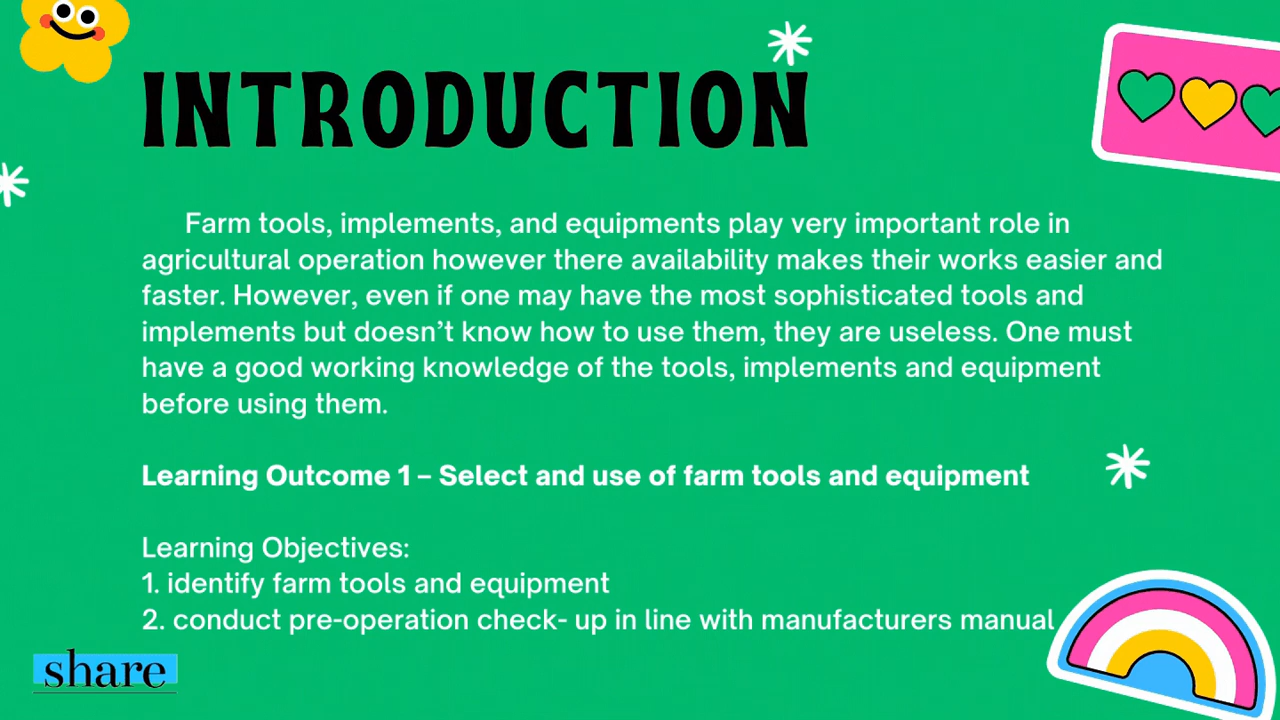 INTRODUCTION
Farm tools, implements, and equipments play very important role in
agricultural operation however there availability makes their works easier and
faster. However, even if one may have the most sophisticated tools and
implements but doesn't know how to use them, they are useless. One must
have a good working knowledge of the tools, implements and equipment
before using them.
Learning Outcome 1 – Select and use of farm tools and equipment
Learning Objectives:
1. identify farm tools and equipment
2. conduct pre-operation check- up in line with manufacturers manual
share